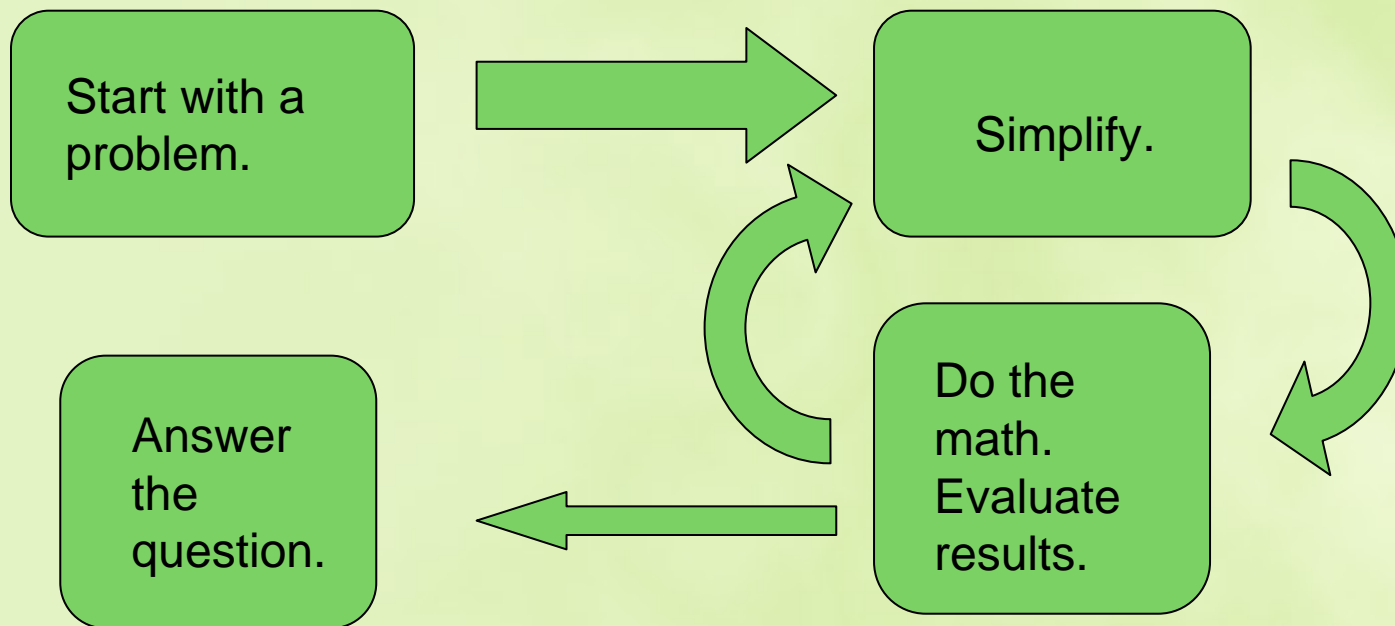 Start with a
problem.
Simplify.
Do the
math.
Evaluate
results.
Answer
the
question.